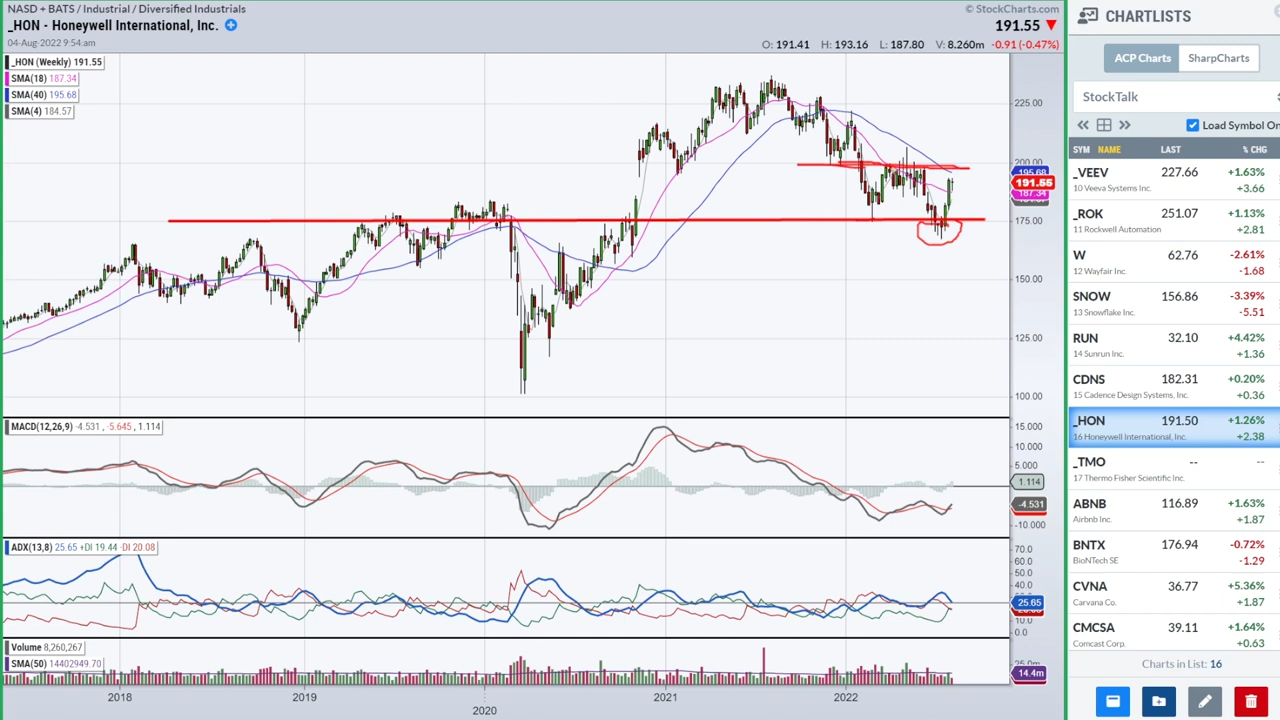 NASD + BATS / Industrial / Diversified Industrials
© StockCharts.com
_HON - Honeywell International, Inc.
191.55
04-Aug-2022 9:54am
O: 191.41 H: 193.16 L: 187.80 V: 8.260m -0.91 (-0.47%)
_HON (Weekly) 191.55
SMA(18) 187.34
SMA(40) 195.68
SMA(4) 184.57
225.00
200.00
195.68
191.55
187.34
175.00
150.00
125.00
100.00
MACD(12,26,9) -4.531 , -5.645 , 1.114
15.000
10.000
5.000
1.114
-4.531
-10.000
ADX(13,8) 25.65 +DI 19.44 -DI 20.08
70.0
60.0
50.0
40.0
25.65
10.0
0.0
Volume 8,260,267
SMA(50) 14402949.70
25.0m
14.4m
2018 2019 2020 2021 2022
CHARTLISTS
ACP Charts SharpCharts
StockTalk
Load Symbol On
SYM NAME LAST % CHG
_VEEV 227.66 +1.63%
10 Veeva Systems Inc. +3.66
_ROK 251.07 +1.13%
11 Rockwell Automation +2.81
W 62.76 -2.61%
12 Wayfair Inc. -1.68
SNOW 156.86 -3.39%
13 Snowflake Inc. -5.51
RUN 32.10 +4.42%
14 Sunrun Inc. +1.36
CDNS 182.31 +0.20%
15 Cadence Design Systems, Inc. +0.36
_HON 191.50 +1.26%
16 Honeywell International, Inc. +2.38
_TMO -- --
17 Thermo Fisher Scientific Inc.
ABNB 116.89 +1.63%
Airbnb Inc. +1.87
BNTX 176.94 -0.72%
BioNTech SE -1.29
CVNA 36.77 +5.36%
Carvana Co. +1.87
CMCSA 39.11 +1.64%
Comcast Corp. +0.63
Charts in List: 16